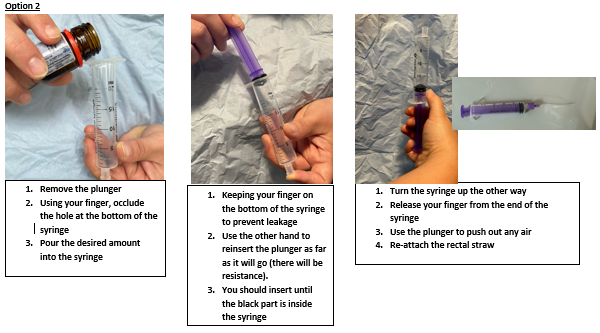 Option 2
1. Remove the plunger
2. Using your finger, occlude
the hole at the bottom of the
syringe
3. Pour the desired amount
into the syringe
1. Keeping your finger on
the bottom of the syringe
to prevent leakage
2. Use the other hand to
reinsert the plunger as far
as it will go (there will be
resistance).
3. You should insert until
the black part is inside
the syringe
1. Turn the syringe up the other way
2. Release your finger from the end of the
syringe
3. Use the plunger to push out any air
4. Re-attach the rectal straw